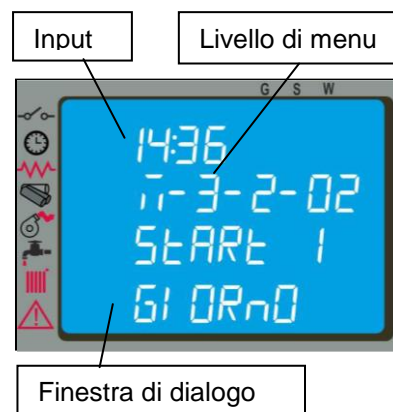 Input
Livello di menu
G S W
14:36
M-3-2-02
START 1
GIORNO
Finestra di dialogo